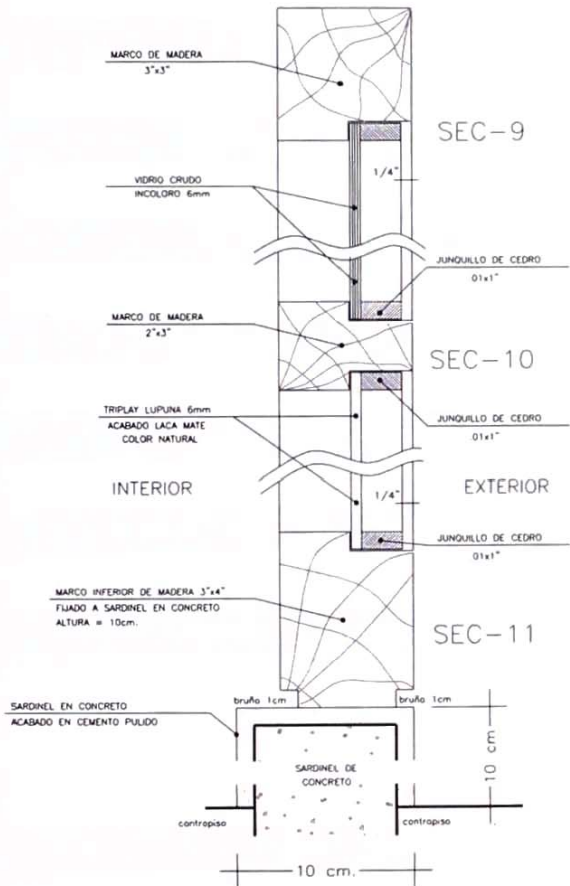 MARCO DE MADERA
3"x3"
SEC-9
1/4"
VIDRIO CRUDO
INCOLORO 6mm
JUNQUILLO DE CEDRO
01x1"
MARCO DE MADERA
2"x3"
SEC-10
TRIPLAY LUPUNA 6mm
ACABADO LACA MATE
COLOR NATURAL
JUNQUILLO DE CEDRO
01x1"
INTERIOR
1/4"
EXTERIOR
JUNQUILLO DE CEDRO
01x1"
MARCO INFERIOR DE MADERA 3"x4"
FIJADO A SARDINEL EN CONCRETO
ALTURA = 10cm.
SEC-11
bruña 1cm
bruña 1cm
SARDINEL EN CONCRETO
ACABADO EN CEMENTO PULIDO
SARDINEL DE
CONCRETO
10 cm
contrapiso
contrapiso
10 cm.